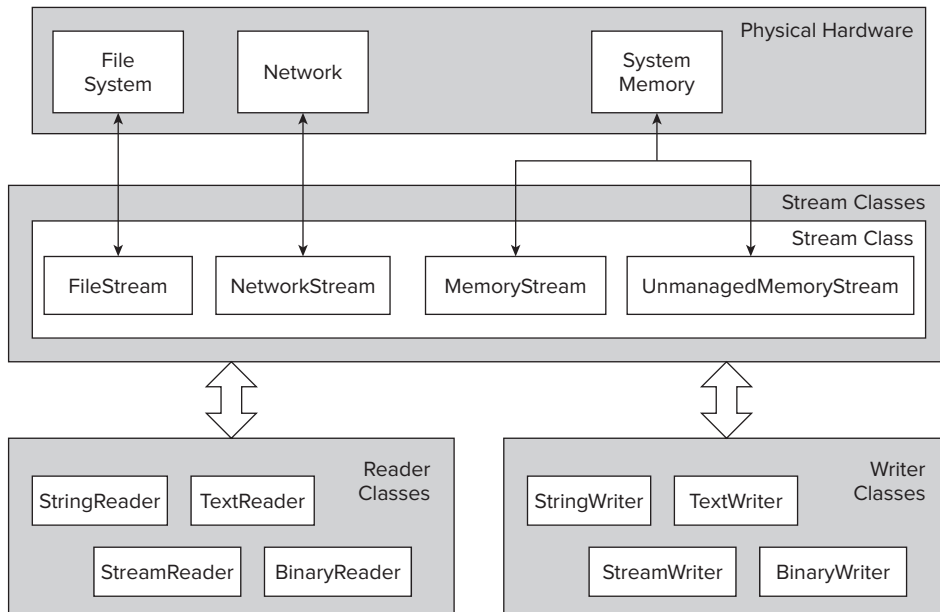 Physical Hardware
File
System
Network
System
Memory
Stream Classes
Stream Class
FileStream
NetworkStream
MemoryStream
UnmanagedMemoryStream
Reader
Classes
StringReader
TextReader
StreamReader
BinaryReader
Writer
Classes
StringWriter
TextWriter
StreamWriter
BinaryWriter